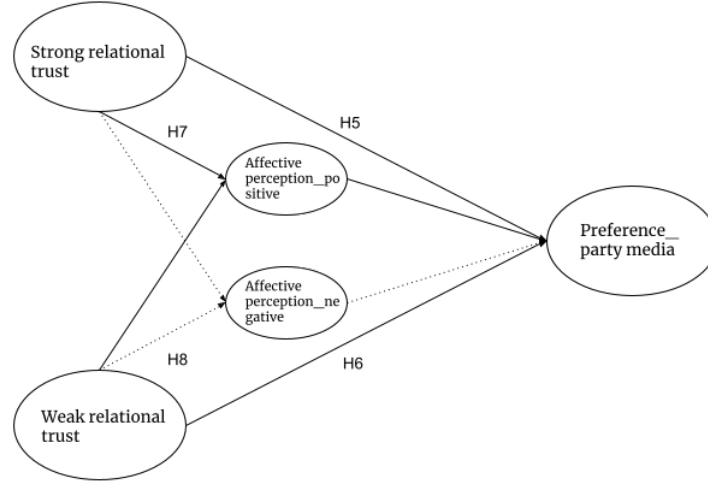 Strong relational
trust
H5
H7
Affective
perception_po
sitive
Preference_
party media
Affective
perception_ne
gative
H8
H6
Weak relational
trust